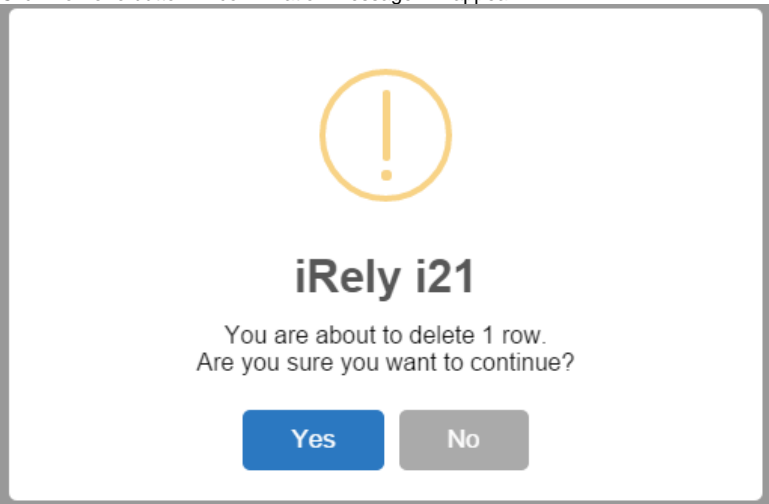 iRely i21
You are about to delete 1 row.
Are you sure you want to continue?
Yes
No